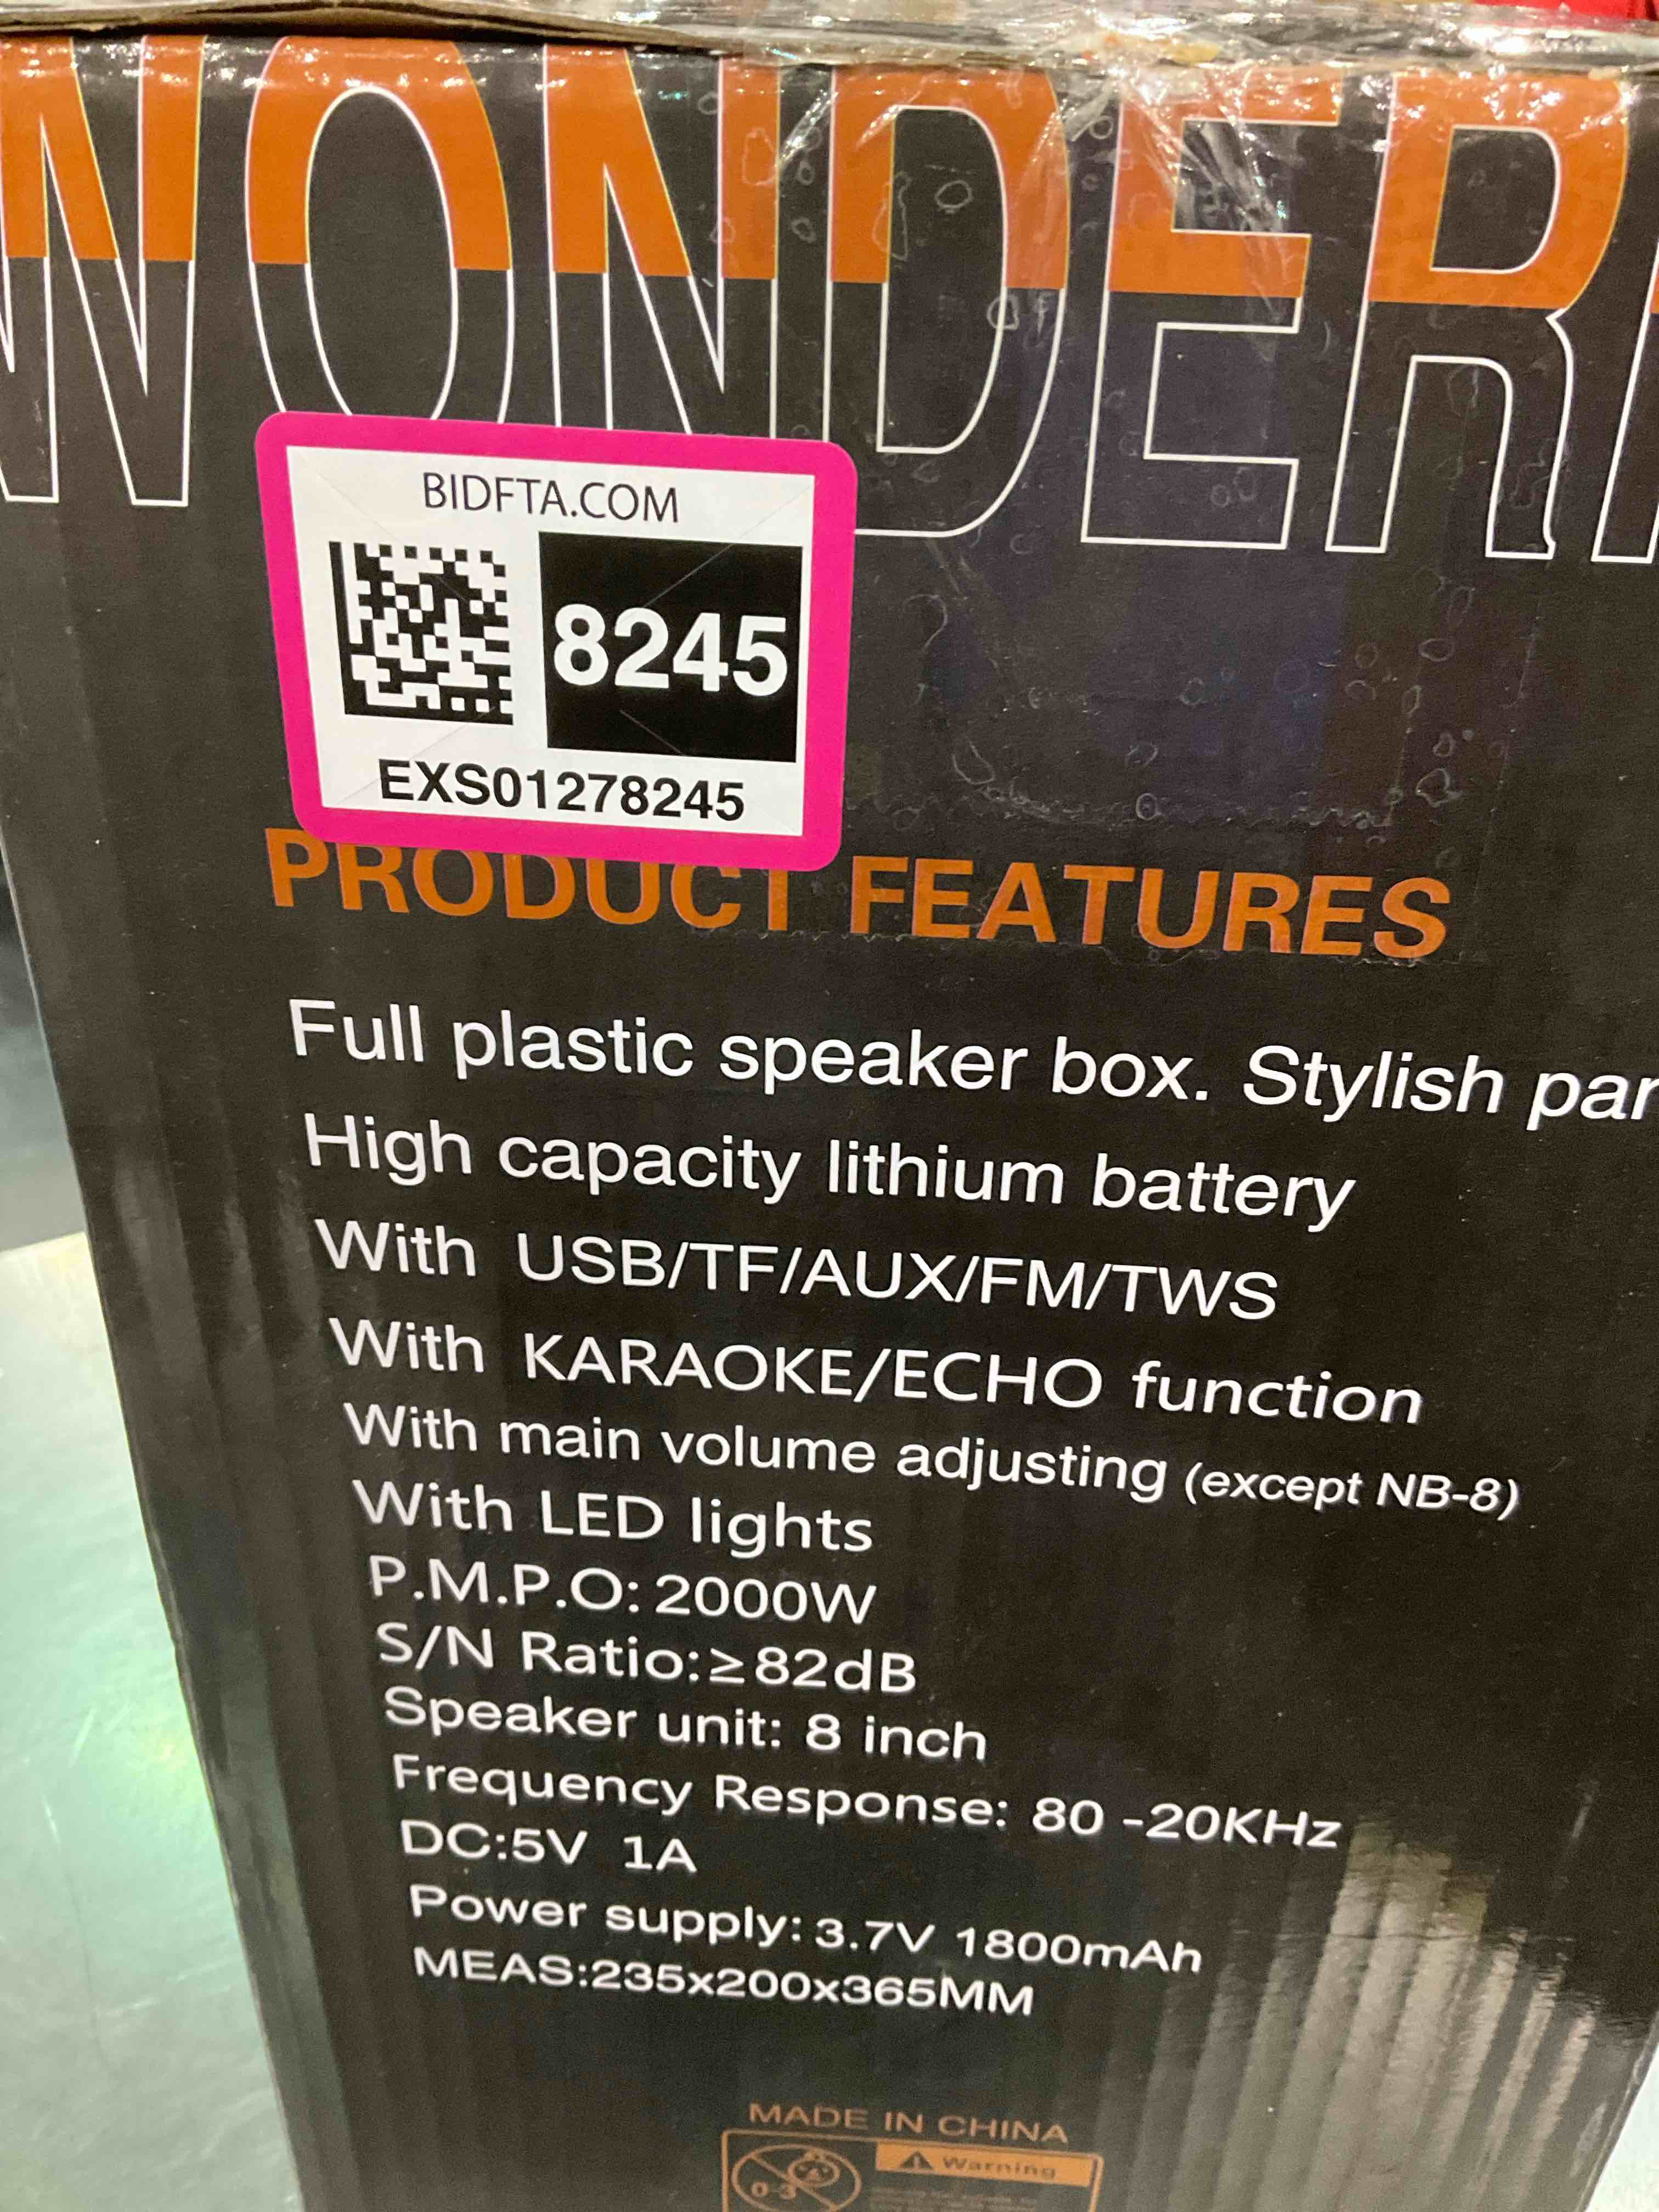 WONDER
BIDFTA.COM
8245
EXS01278245
PRODUCT FEATURES
Full plastic speaker box. Stylish par
High capacity lithium battery
With USB/TF/AUX/FM/TWS
With KARAOKE/ECHO function
With main volume adjusting (except NB-8)
With LED lights
P.M.P.O: 2000W
S/N Ratio:≥82dB
Speaker unit: 8 inch
Frequency Response: 80 -20KHz
DC:5V 1A
Power supply: 3.7V 1800mAh
MEAS:235x200x365MM
MADE IN CHINA
0-3
Warning